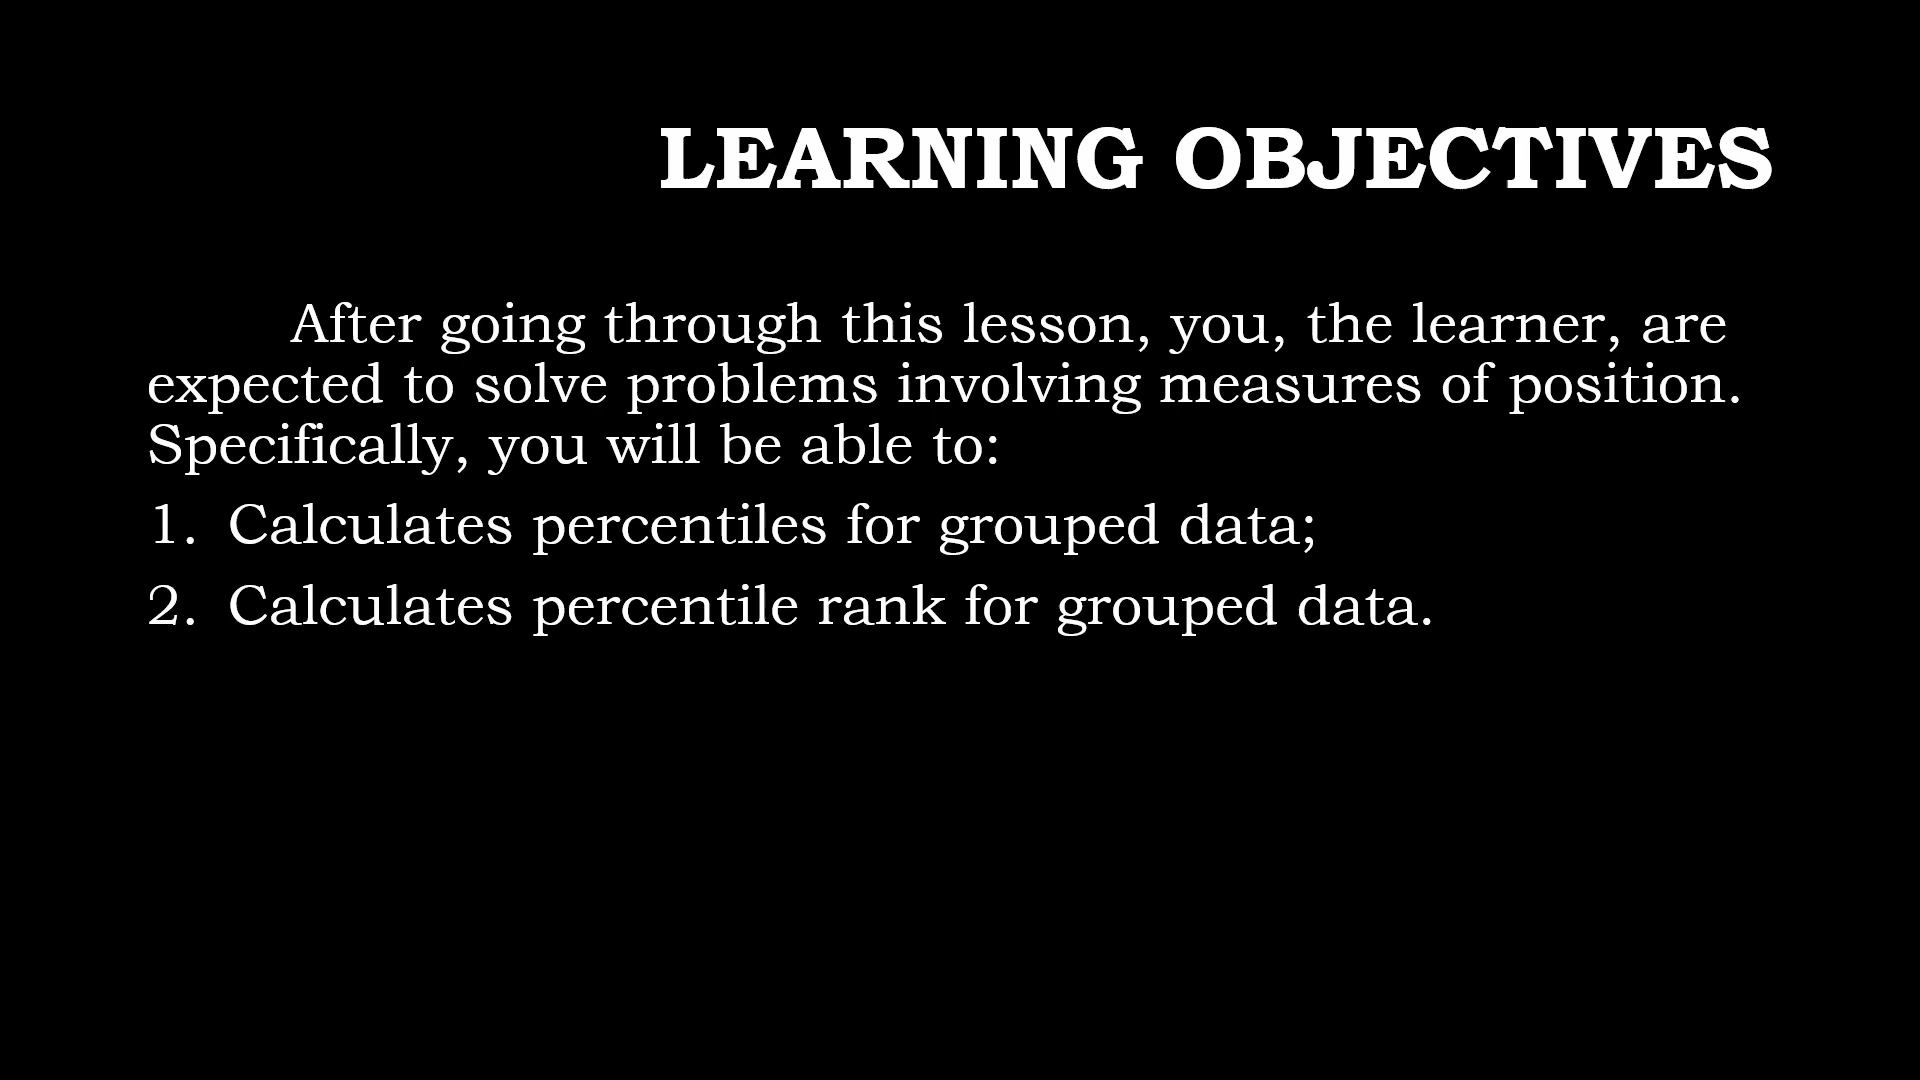 LEARNING OBJECTIVES
After going through this lesson, you, the learner, are
expected to solve problems involving measures of position.
Specifically, you will be able to:
1. Calculates percentiles for grouped data;
2. Calculates percentile rank for grouped data.